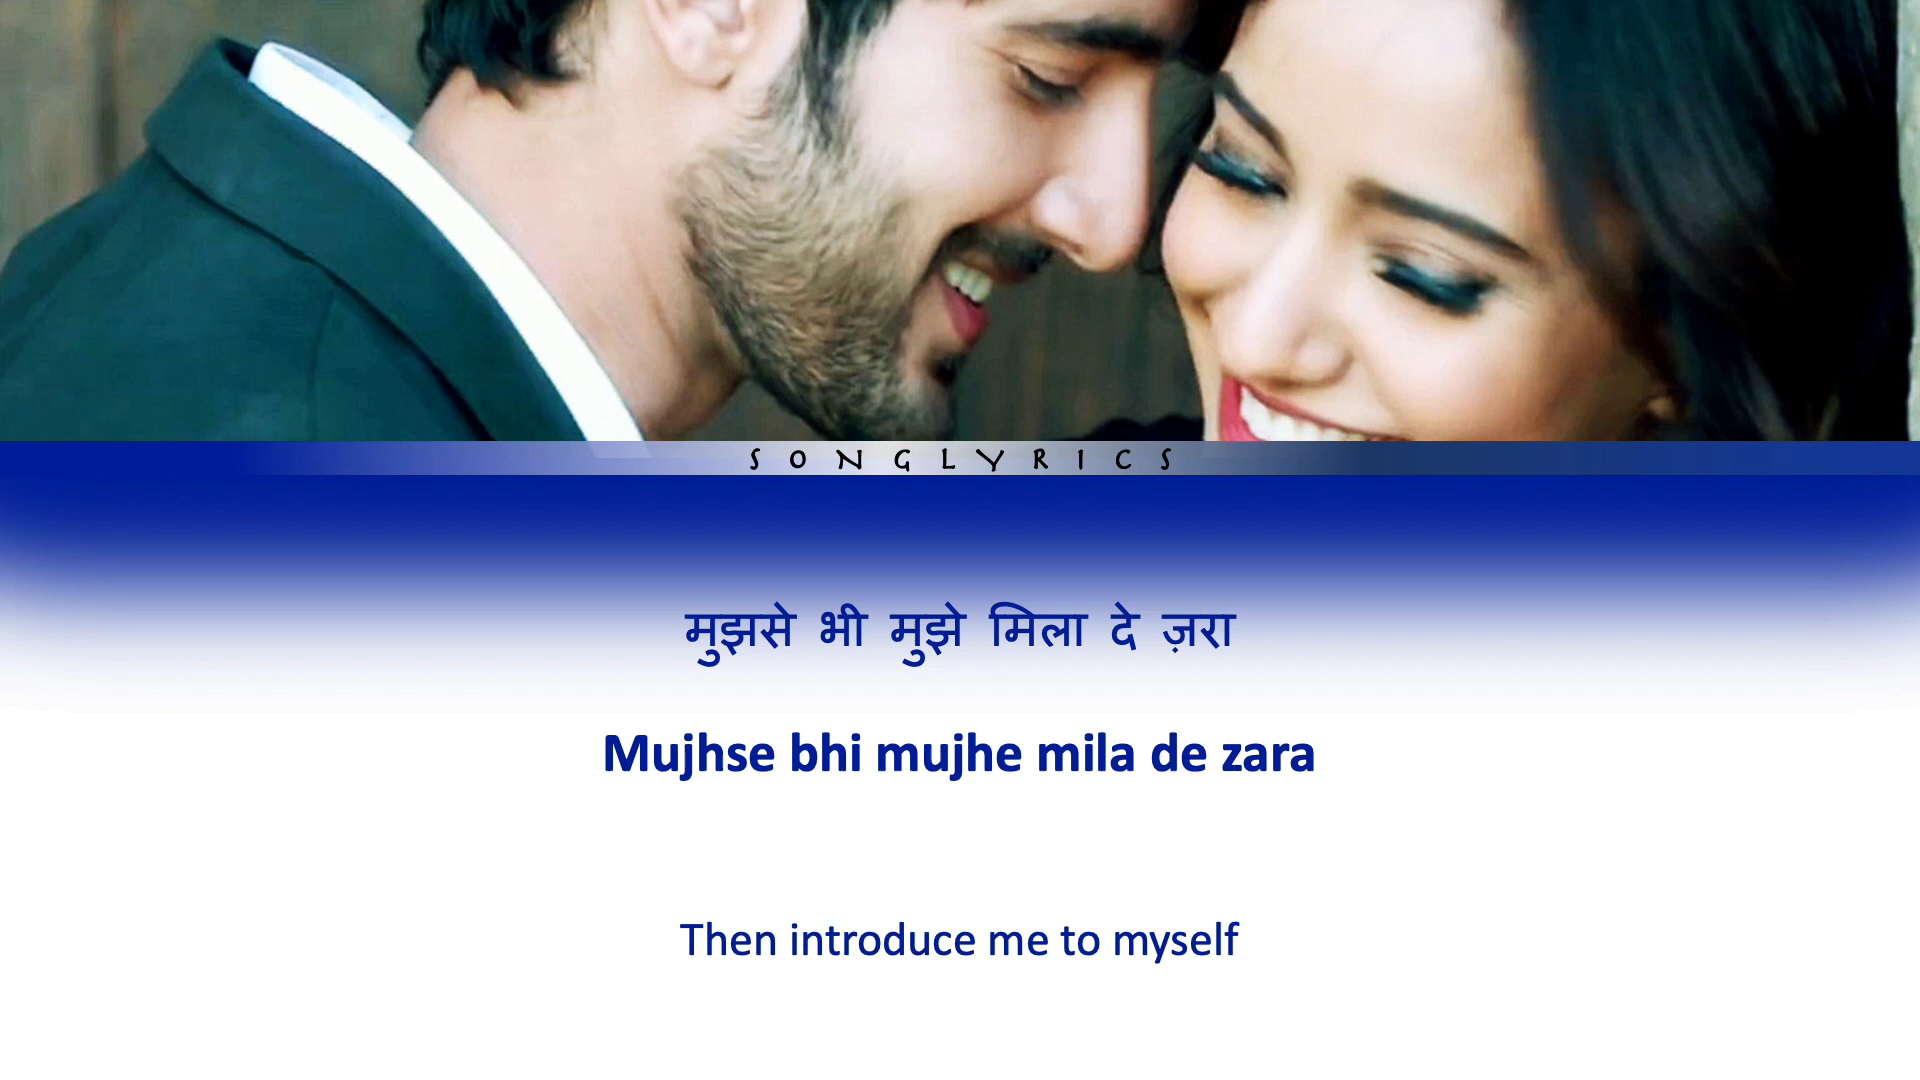 SONGLYRICS
मुझसे भी मुझे मिला दे ज़रा
Mujhse bhi mujhe mila de zara
Then introduce me to myself